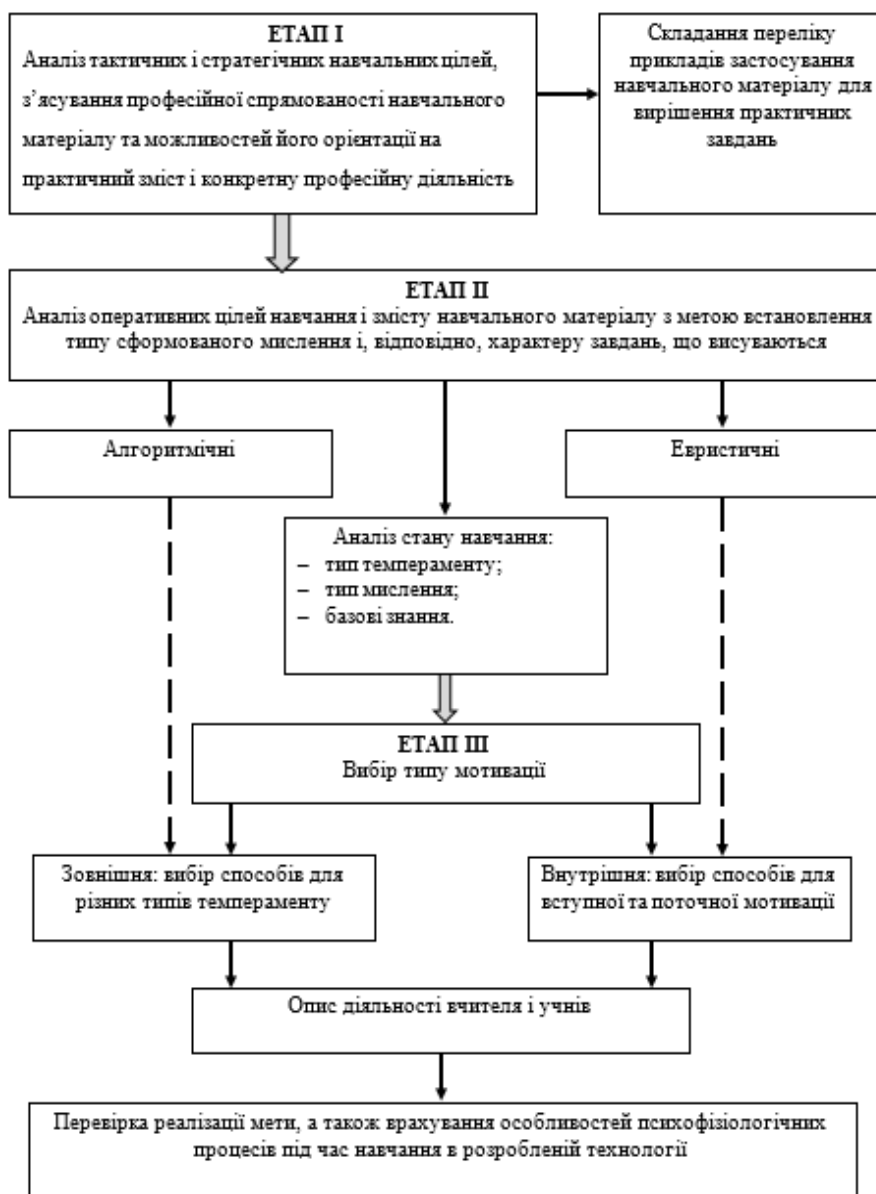 ЕТАП І
Аналіз тактичних і стратегічних навчальних цілей,
з’ясування професійної спрямованості навчального
матеріалу та можливостей його орієнтації на
практичний зміст і конкретну професійну діяльність
Складання переліку
прикладів застосування
навчального матеріалу для
вирішення практичних
завдань
ЕТАП ІІ
Аналіз оперативних цілей навчання і змісту навчального матеріалу з метою встановлення
типу сформованого мислення і, відповідно, характеру завдань, що висуваються
Алгоритмічні
Евристичні
Аналіз стану навчання:
– тип темпераменту;
– тип мислення;
– базові знання.
ЕТАП ІІІ
Вибір типу мотивації
Зовнішня: вибір способів для
різних типів темпераменту
Внутрішня: вибір способів для
вступної та поточної мотивації
Опис діяльності вчителя і учнів
Перевірка реалізації мети, а також врахування особливостей психофізіологічних
процесів під час навчання в розробленій технології